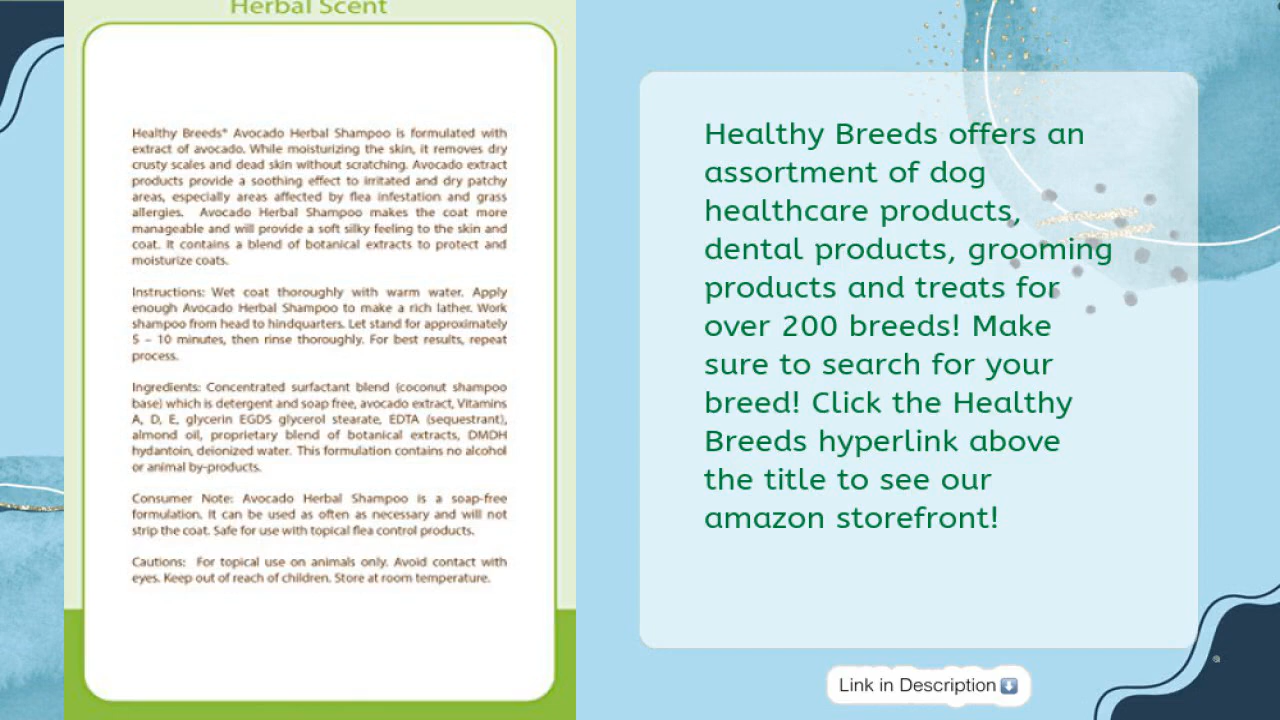 Herbal Scent
Healthy Breeds® Avocado Herbal Shampoo is formulated with
extract of avocado. While moisturizing the skin, it removes dry
crusty scales and dead skin without scratching. Avocado extract
products provide a soothing effect to irritated and dry patchy
areas, especially areas affected by flea infestation and grass
allergies. Avocado Herbal Shampoo makes the coat more
manageable and will provide a soft silky feeling to the skin and
coat. It contains a blend of botanical extracts to protect and
moisturize coats.
Instructions: Wet coat thoroughly with warm water. Apply
enough Avocado Herbal Shampoo to make a rich lather. Work
shampoo from head to hindquarters. Let stand for approximately
5 – 10 minutes, then rinse thoroughly. For best results, repeat
process.
Ingredients: Concentrated surfactant blend (coconut shampoo
base) which is detergent and soap free, avocado extract, Vitamins
A, D, E, glycerin EGDS glycerol stearate, EDTA (sequestrant),
almond oil, proprietary blend of botanical extracts, DMDH
hydantoin, deionized water. This formulation contains no alcohol
or animal by-products.
Consumer Note: Avocado Herbal Shampoo is a soap-free
formulation. It can be used as often as necessary and will not
strip the coat. Safe for use with topical flea control products.
Cautions: For topical use on animals only. Avoid contact with
eyes. Keep out of reach of children. Store at room temperature.
Healthy Breeds offers an
assortment of dog
healthcare products,
dental products, grooming
products and treats for
over 200 breeds! Make
sure to search for your
breed! Click the Healthy
Breeds hyperlink above
the title to see our
amazon storefront!
Link in Description